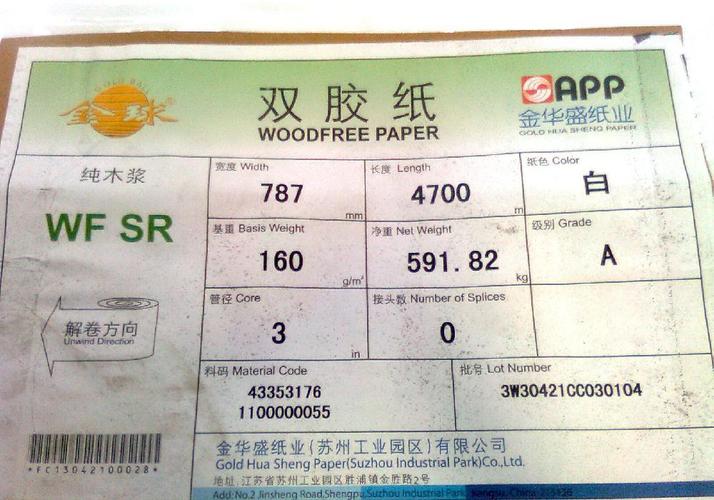 GOLD BALL
金球®
双胶纸
WOODFREE PAPER
APP
金华盛纸业
GOLD HUA SHENG PAPER
纯木浆
WF SR
宽度 Width
787
mm
长度 Length
4700
m
纸色 Color
白
基重 Basis Weight
160
g/m²
净重 Net Weight
591.82
kg
级别 Grade
A
管径 Core
3
in
接头数 Number of Splices
0
解卷方向
Unwind Direction
料码 Material Code
43353176
1100000055
批号 Lot Number
3W30421CC030104
*FC13042100028*
金华盛纸业(苏州工业园区)有限公司
Gold Hua Sheng Paper(Suzhou Industrial Park)Co.,Ltd.
地址:江苏省苏州工业园区胜浦镇金胜路2号
Add:No.2 Jinsheng Road,Shengpu,Suzhou Industrial Park, Jiangsu, China 215126